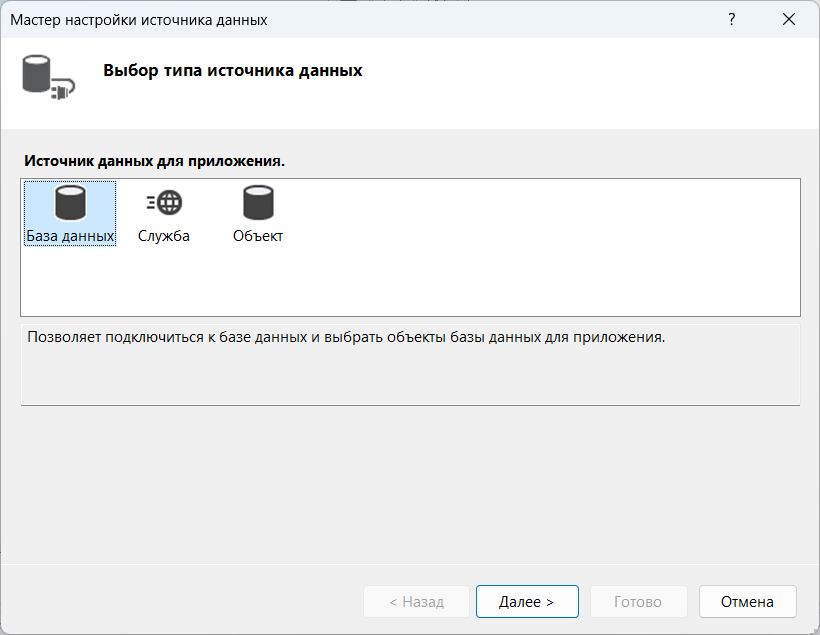 Мастер настройки источника данных
?
Выбор типа источника данных
Источник данных для приложения.
База данных Служба Объект
Позволяет подключиться к базе данных и выбрать объекты базы данных для приложения.
< Назад Далее > Готово Отмена